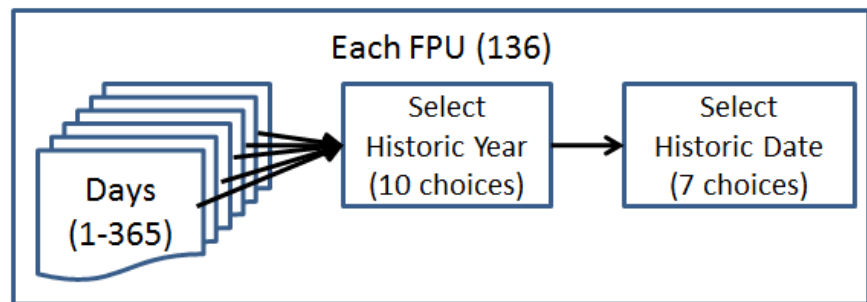 Each FPU (136)
Days
(1-365)
Select
Historic Year
(10 choices)
Select
Historic Date
(7 choices)